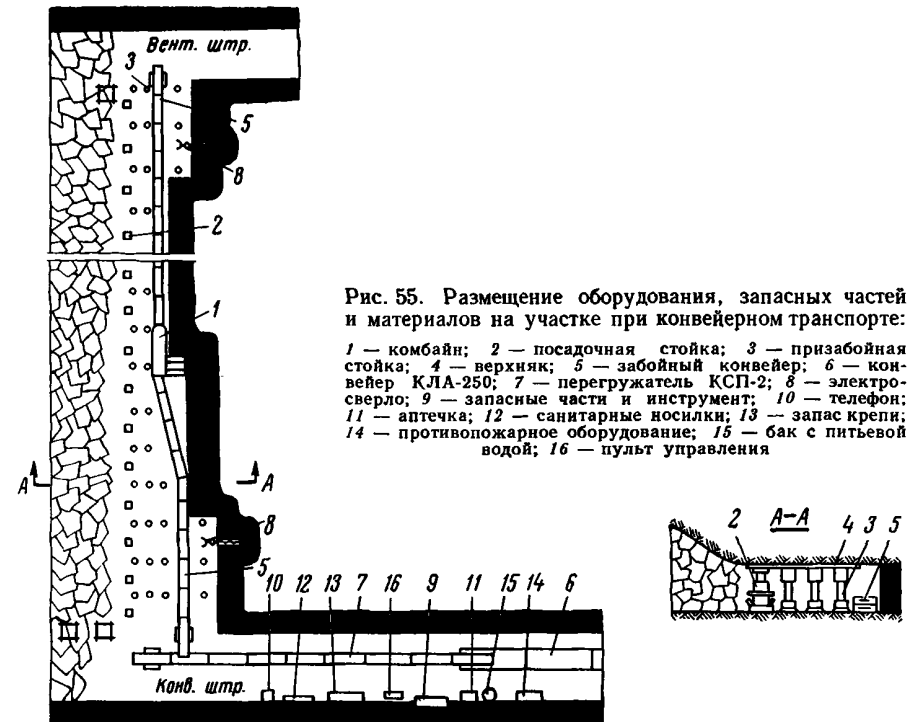 Вент. штр.
3
5
8
2
1
Рис. 55. Размещение оборудования, запасных частей
и материалов на участке при конвейерном транспорте:
1 — комбайн; 2 — посадочная стойка; 3 — призабойная
стойка; 4 — верхняк; 5 — забойный конвейер; 6 — кон-
вейер КЛА-250; 7 — перегружатель КСП-2; 8 — электро-
сверло; 9 — запасные части и инструмент; 10 — телефон;
11 — аптечка; 12 — санитарные носилки; 13 — запас крепи;
14 — противопожарное оборудование; 15 — бак с питьевой
водой; 16 — пульт управления
А А
8
2 А–А 4 3 5
5
10 12 13 7 16 9 11 15 14 6
Конв. штр.